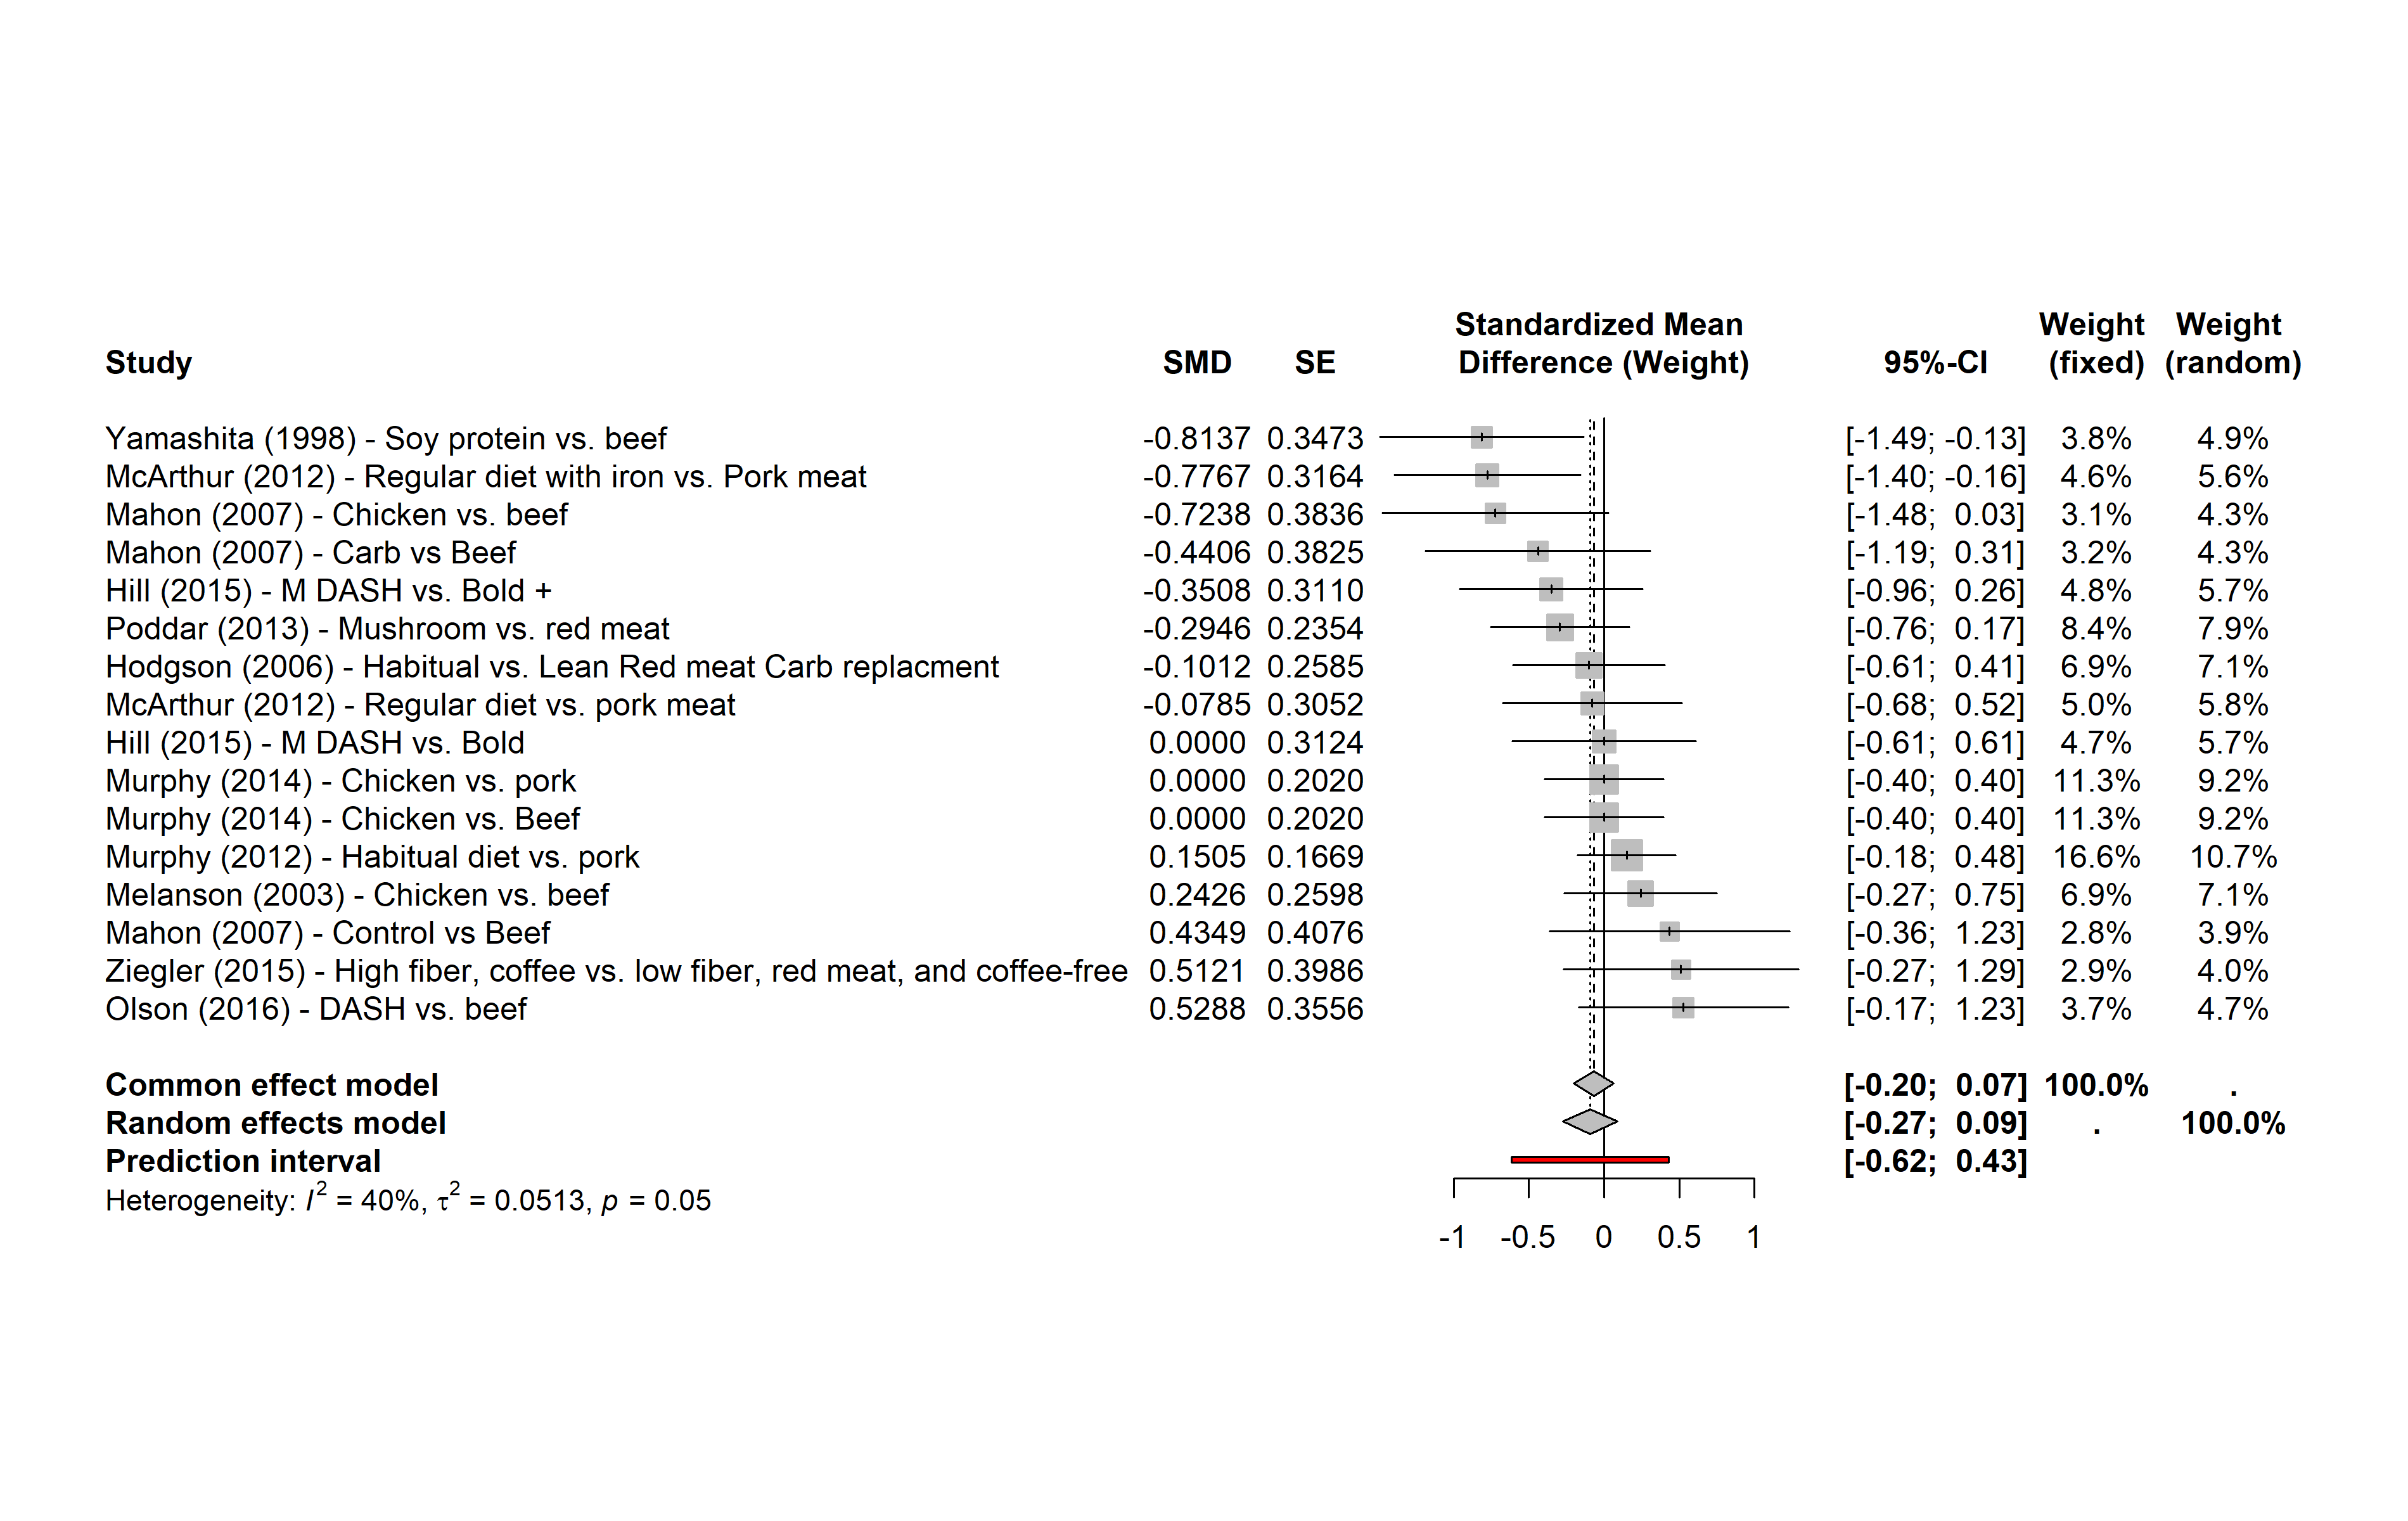 Standardized Mean Weight Weight
Study SMD SE Difference (Weight) 95%-CI (fixed) (random)
Yamashita (1998) - Soy protein vs. beef -0.8137 0.3473 [-1.49; -0.13] 3.8% 4.9%
McArthur (2012) - Regular diet with iron vs. Pork meat -0.7767 0.3164 [-1.40; -0.16] 4.6% 5.6%
Mahon (2007) - Chicken vs. beef -0.7238 0.3836 [-1.48; 0.03] 3.1% 4.3%
Mahon (2007) - Carb vs Beef -0.4406 0.3825 [-1.19; 0.31] 3.2% 4.3%
Hill (2015) - M DASH vs. Bold + -0.3508 0.3110 [-0.96; 0.26] 4.8% 5.7%
Poddar (2013) - Mushroom vs. red meat -0.2946 0.2354 [-0.76; 0.17] 8.4% 7.9%
Hodgson (2006) - Habitual vs. Lean Red meat Carb replacment -0.1012 0.2585 [-0.61; 0.41] 6.9% 7.1%
McArthur (2012) - Regular diet vs. pork meat -0.0785 0.3052 [-0.68; 0.52] 5.0% 5.8%
Hill (2015) - M DASH vs. Bold 0.0000 0.3124 [-0.61; 0.61] 4.7% 5.7%
Murphy (2014) - Chicken vs. pork 0.0000 0.2020 [-0.40; 0.40] 11.3% 9.2%
Murphy (2014) - Chicken vs. Beef 0.0000 0.2020 [-0.40; 0.40] 11.3% 9.2%
Murphy (2012) - Habitual diet vs. pork 0.1505 0.1669 [-0.18; 0.48] 16.6% 10.7%
Melanson (2003) - Chicken vs. beef 0.2426 0.2598 [-0.27; 0.75] 6.9% 7.1%
Mahon (2007) - Control vs Beef 0.4349 0.4076 [-0.36; 1.23] 2.8% 3.9%
Ziegler (2015) - High fiber, coffee vs. low fiber, red meat, and coffee-free 0.5121 0.3986 [-0.27; 1.29] 2.9% 4.0%
Olson (2016) - DASH vs. beef 0.5288 0.3556 [-0.17; 1.23] 3.7% 4.7%
Common effect model [-0.20; 0.07] 100.0% .
Random effects model [-0.27; 0.09] . 100.0%
Prediction interval [-0.62; 0.43]
Heterogeneity: I² = 40%, τ² = 0.0513, p = 0.05
-1 -0.5 0 0.5 1